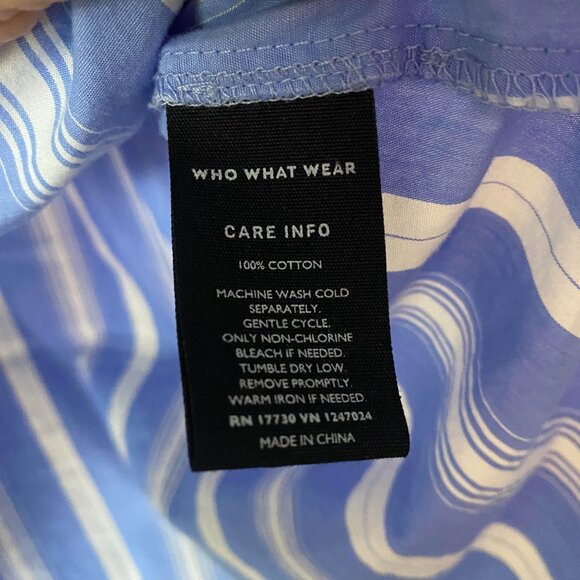 WHO WHAT WEAR
CARE INFO
100% COTTON
MACHINE WASH COLD
SEPARATELY.
GENTLE CYCLE.
ONLY NON-CHLORINE
BLEACH IF NEEDED.
TUMBLE DRY LOW.
REMOVE PROMPTLY.
WARM IRON IF NEEDED.
RN 17730 VN 1247024
MADE IN CHINA